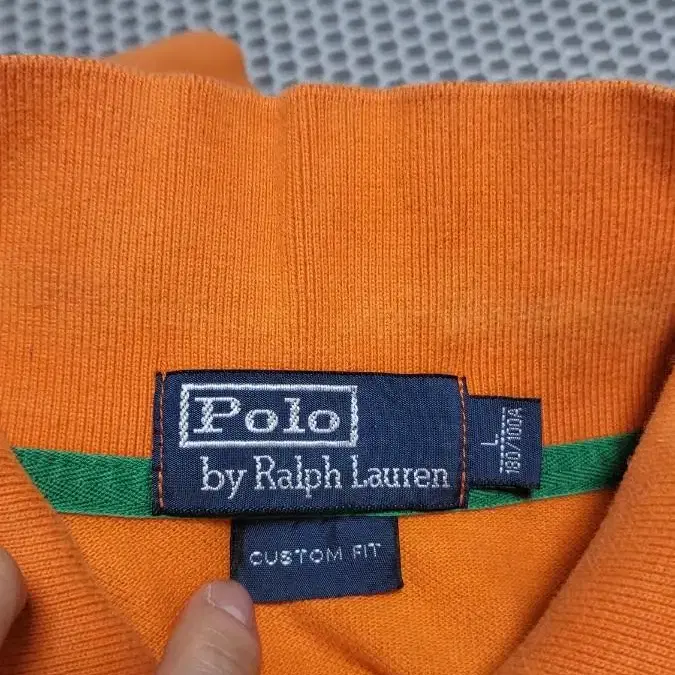 Polo
by Ralph Lauren
L
180/100A
CUSTOM FIT